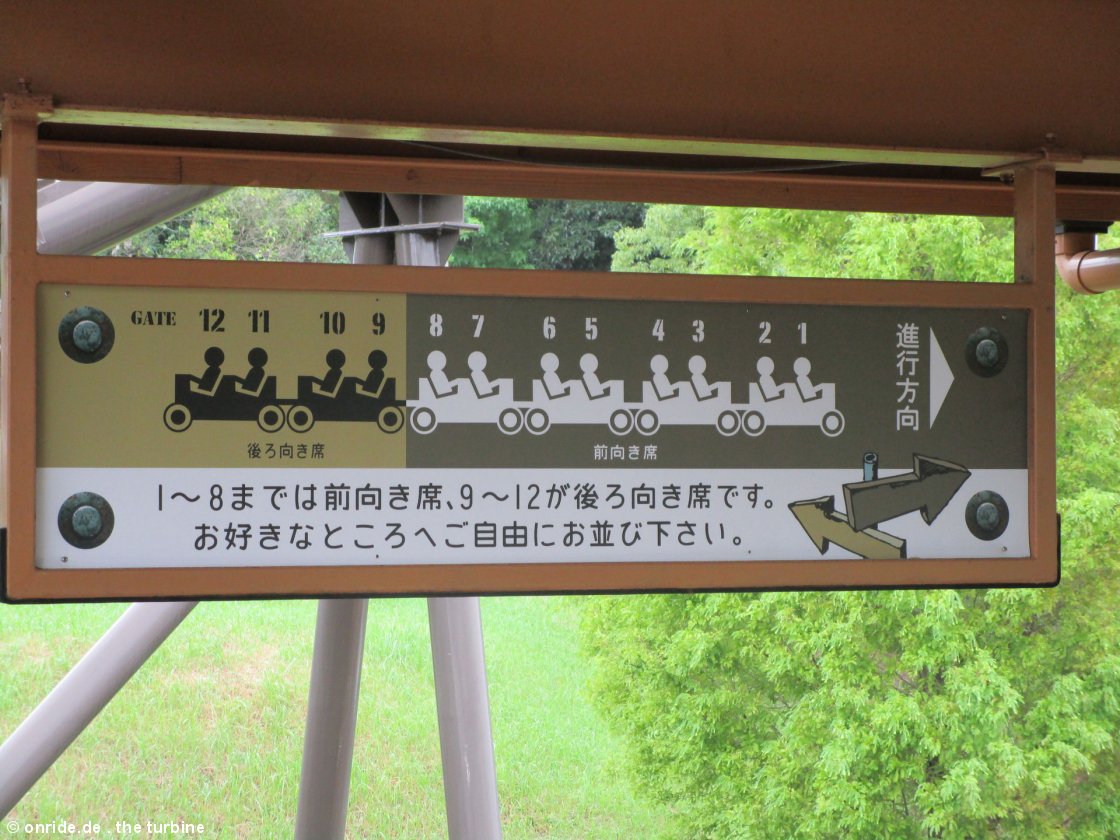 GATE 12 11 10 9 8 7 6 5 4 3 2 1
進行方向
後ろ向き席 前向き席
1〜8までは前向き席、9〜12が後ろ向き席です。
お好きなところへご自由にお並び下さい。
© onride.de . the turbine